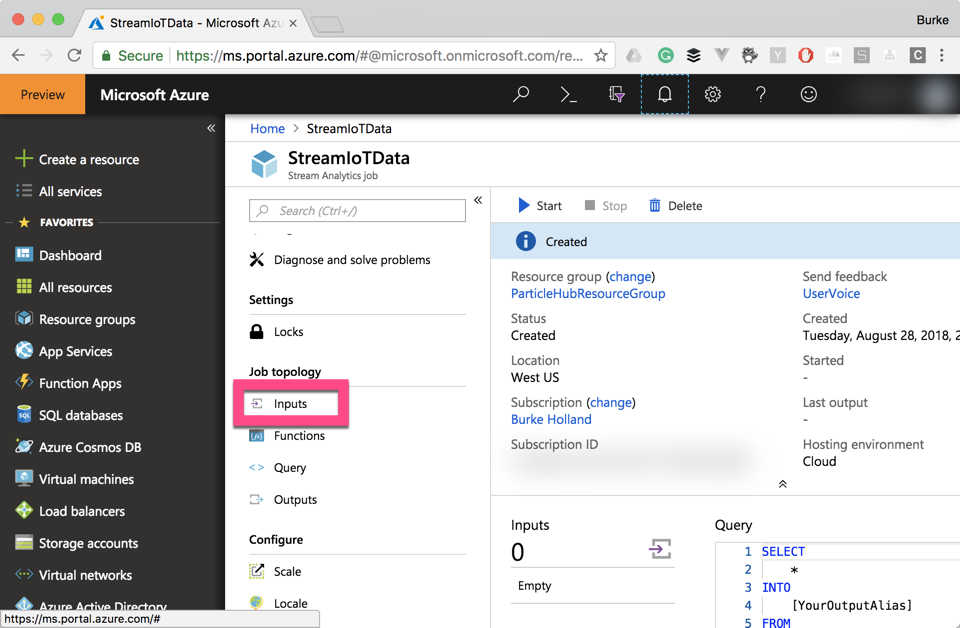 StreamIoTData - Microsoft Azu
Burke
Secure
https://ms.portal.azure.com/#@microsoft.onmicrosoft.com/re...
Preview
Microsoft Azure
Home > StreamIoTData
StreamIoTData
Stream Analytics job
Create a resource
All services
FAVORITES
Dashboard
All resources
Resource groups
App Services
Function Apps
SQL databases
Azure Cosmos DB
Virtual machines
Load balancers
Storage accounts
Virtual networks
Azure Active Directory
https://ms.portal.azure.com/#
Search (Ctrl+/)
Diagnose and solve problems
Settings
Locks
Job topology
Inputs
Functions
Query
Outputs
Configure
Scale
Locale
Start
Stop
Delete
Created
Resource group (change)
ParticleHubResourceGroup
Status
Created
Location
West US
Subscription (change)
Burke Holland
Subscription ID
Send feedback
UserVoice
Created
Tuesday, August 28, 2018, 2
Started
-
Last output
-
Hosting environment
Cloud
Inputs
0
Empty
Query
1 SELECT
2 *
3 INTO
4 [YourOutputAlias]
5 FROM